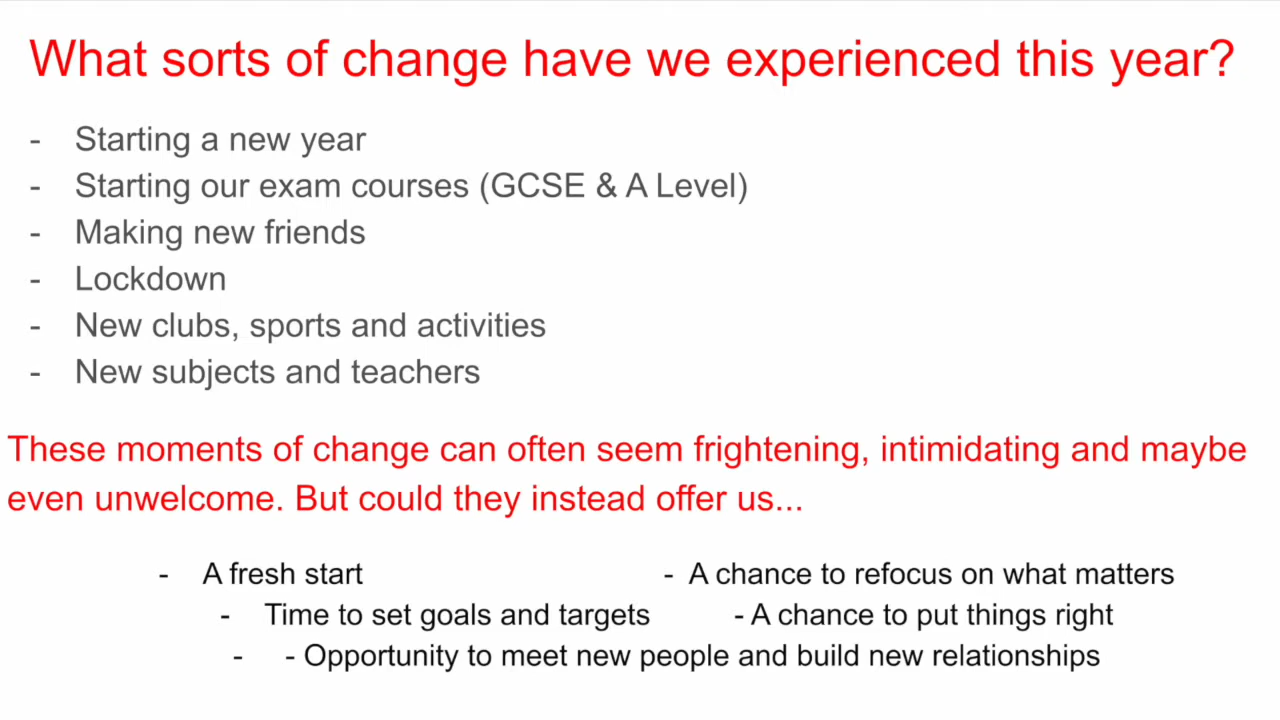 What sorts of change have we experienced this year?
- Starting a new year
- Starting our exam courses (GCSE & A Level)
- Making new friends
- Lockdown
- New clubs, sports and activities
- New subjects and teachers
These moments of change can often seem frightening, intimidating and maybe
even unwelcome. But could they instead offer us...
- A fresh start - A chance to refocus on what matters
- Time to set goals and targets - A chance to put things right
- - Opportunity to meet new people and build new relationships